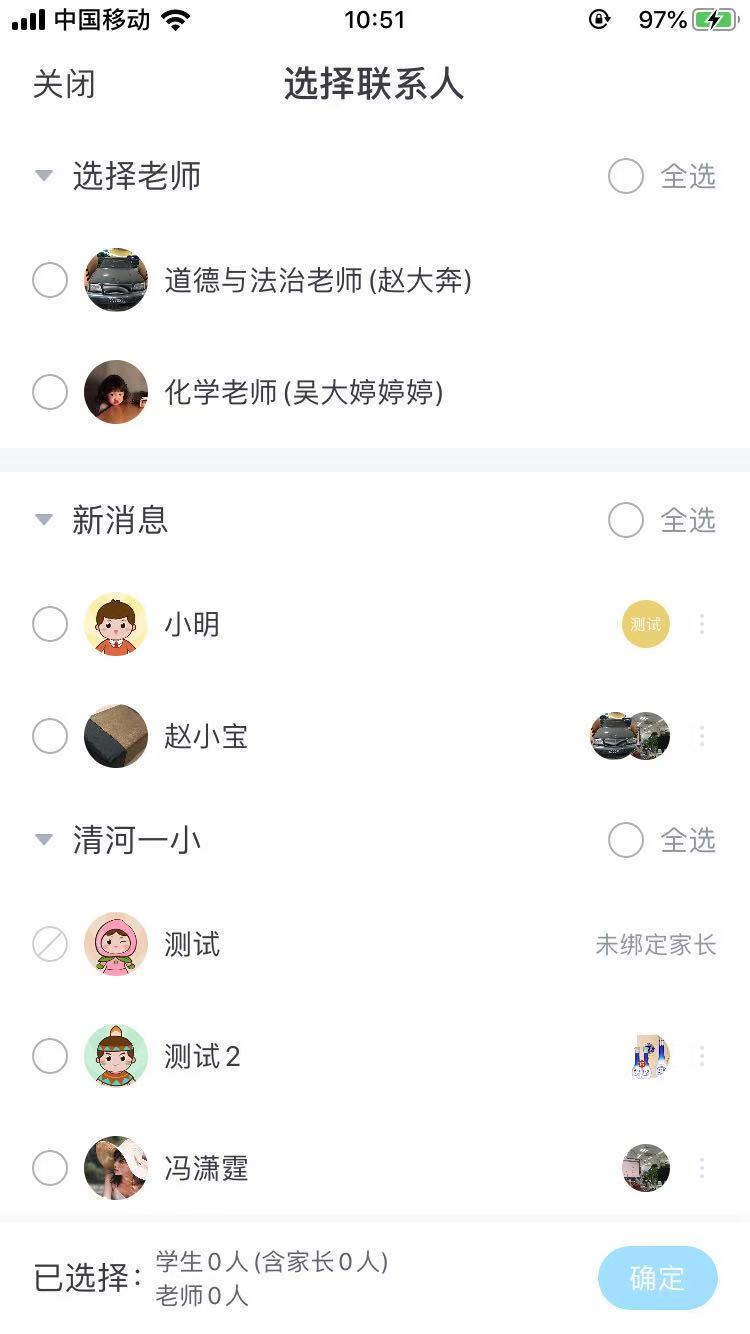 中国移动 10:51 97%
关闭 选择联系人
选择老师 全选
道德与法治老师(赵大奔)
化学老师(吴大婷婷婷)
新消息 全选
小明 测试
赵小宝
清河一小 全选
测试 未绑定家长
测试2
冯潇霆
已选择: 学生0人(含家长0人)
老师0人
确定